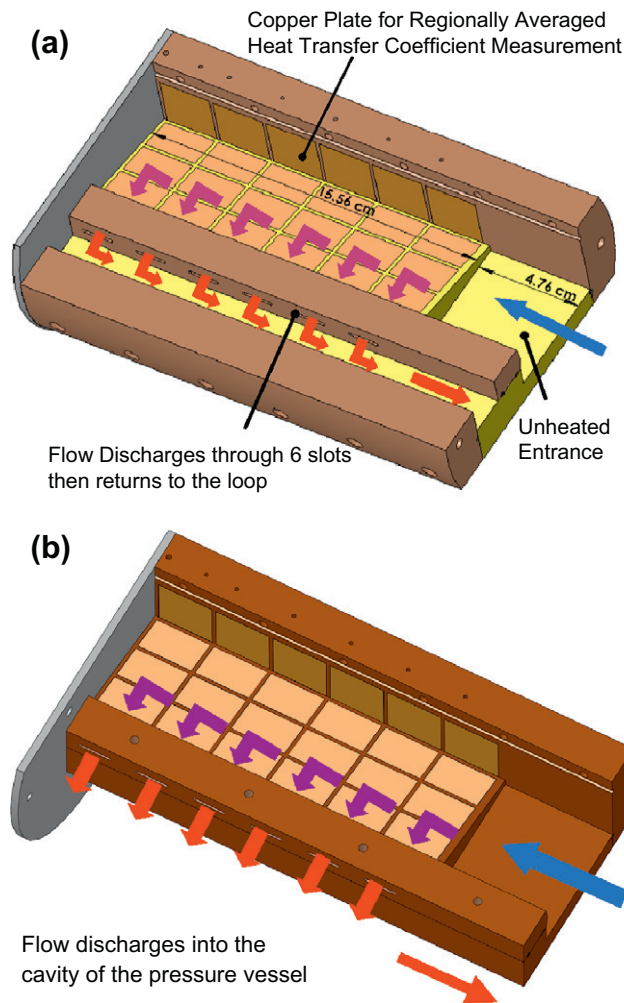 (a)
Copper Plate for Regionally Averaged
Heat Transfer Coefficient Measurement
15.56 cm
4.76 cm
Unheated
Entrance
Flow Discharges through 6 slots
then returns to the loop
(b)
Flow discharges into the
cavity of the pressure vessel